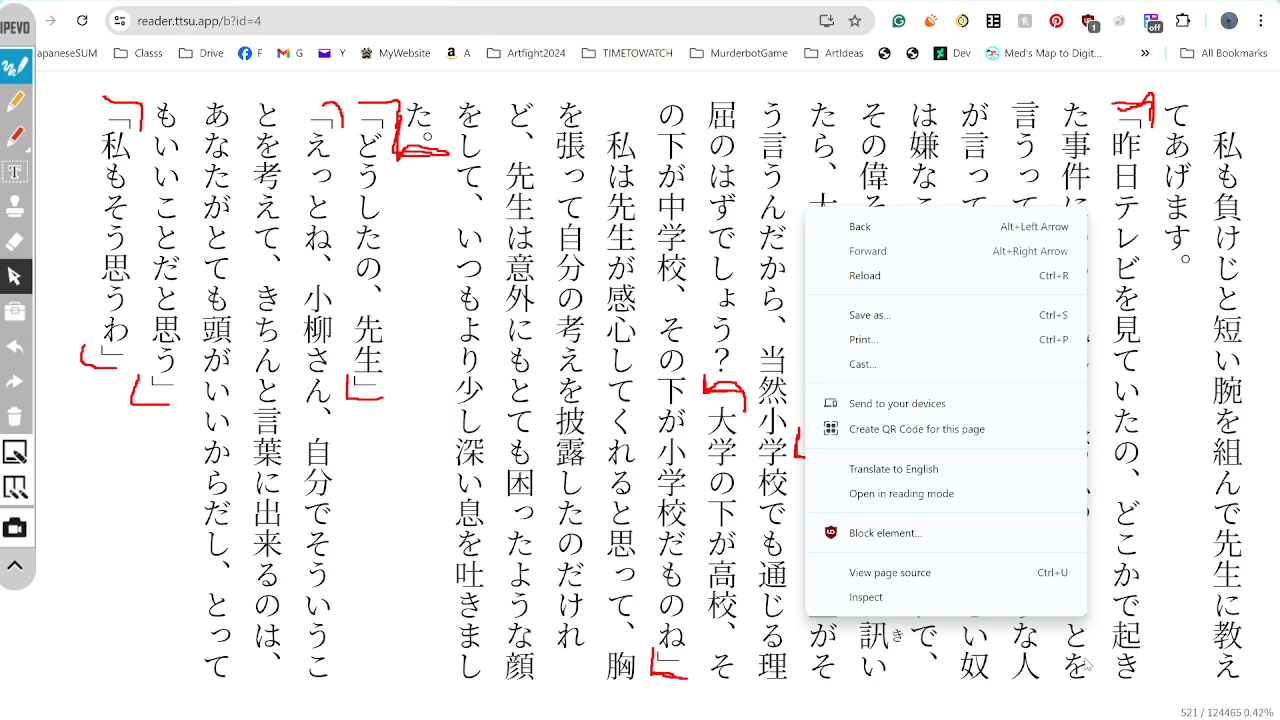 IPEVO
reader.ttsu.app/b?id=4
1
off
apaneseSUM Classs Drive F G Y MyWebsite A Artfight2024 TIMETOWATCH MurderbotGame ArtIdeas Dev Med's Map to Digit... » All Bookmarks
T
私も負けじと短い腕を組んで先生に教え
てあげます。
「昨日テレビを見ていたの、どこかで起き
た事件に とを
言うって な人
が言って い奴
は嫌なこ で、
その偉そ 訊い
き
たら、大 がそ
う言うんだから、当然小学校でも通じる理
屈のはずでしょう？大学の下が高校、そ
の下が中学校、その下が小学校だものね」
私は先生が感心してくれると思って、胸
を張って自分の考えを披露したのだけれ
ど、先生は意外にもとても困ったような顔
をして、いつもより少し深い息を吐きまし
た。
「どうしたの、先生」
「えっとね、小柳さん、自分でそういうこ
とを考えて、きちんと言葉に出来るのは、
あなたがとても頭がいいからだし、とって
もいいことだと思う」
「私もそう思うわ」
Back Alt+Left Arrow
Forward Alt+Right Arrow
Reload Ctrl+R
Save as... Ctrl+S
Print... Ctrl+P
Cast...
Send to your devices
Create QR Code for this page
Translate to English
Open in reading mode
Block element...
View page source Ctrl+U
Inspect
521 / 124465 0.42%